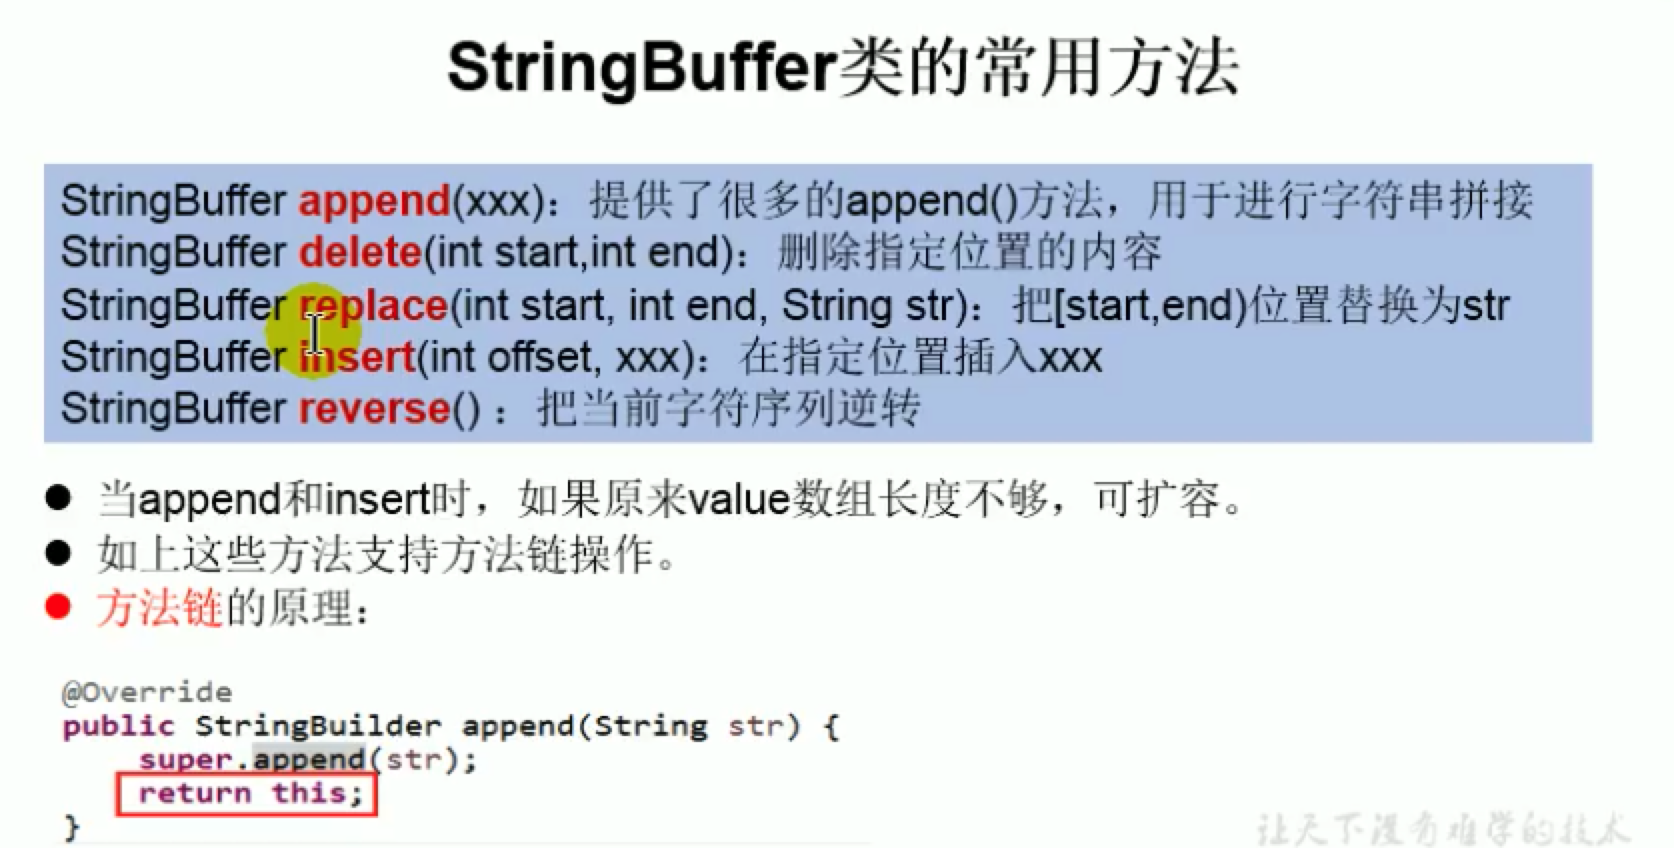 StringBuffer类的常用方法
StringBuffer append(xxx)：提供了很多的append()方法，用于进行字符串拼接
StringBuffer delete(int start,int end)：删除指定位置的内容
StringBuffer replace(int start, int end, String str)：把[start,end)位置替换为str
StringBuffer insert(int offset, xxx)：在指定位置插入xxx
StringBuffer reverse() ：把当前字符序列逆转
● 当append和insert时，如果原来value数组长度不够，可扩容。
● 如上这些方法支持方法链操作。
● 方法链的原理：
@Override
public StringBuilder append(String str) {
super.append(str);
return this;
}
让天下没有难学的技术